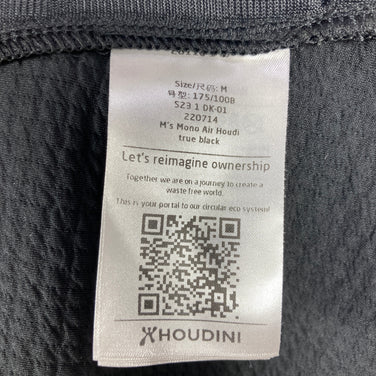 Size/尺码: M
号型: 175/100B
S23 1 DK-01
220714
M's Mono Air Houdi
true black
Let's reimagine ownership
Together we are on a journey to create a
waste free world.
This is your portal to our circular eco system!
HOUDINI